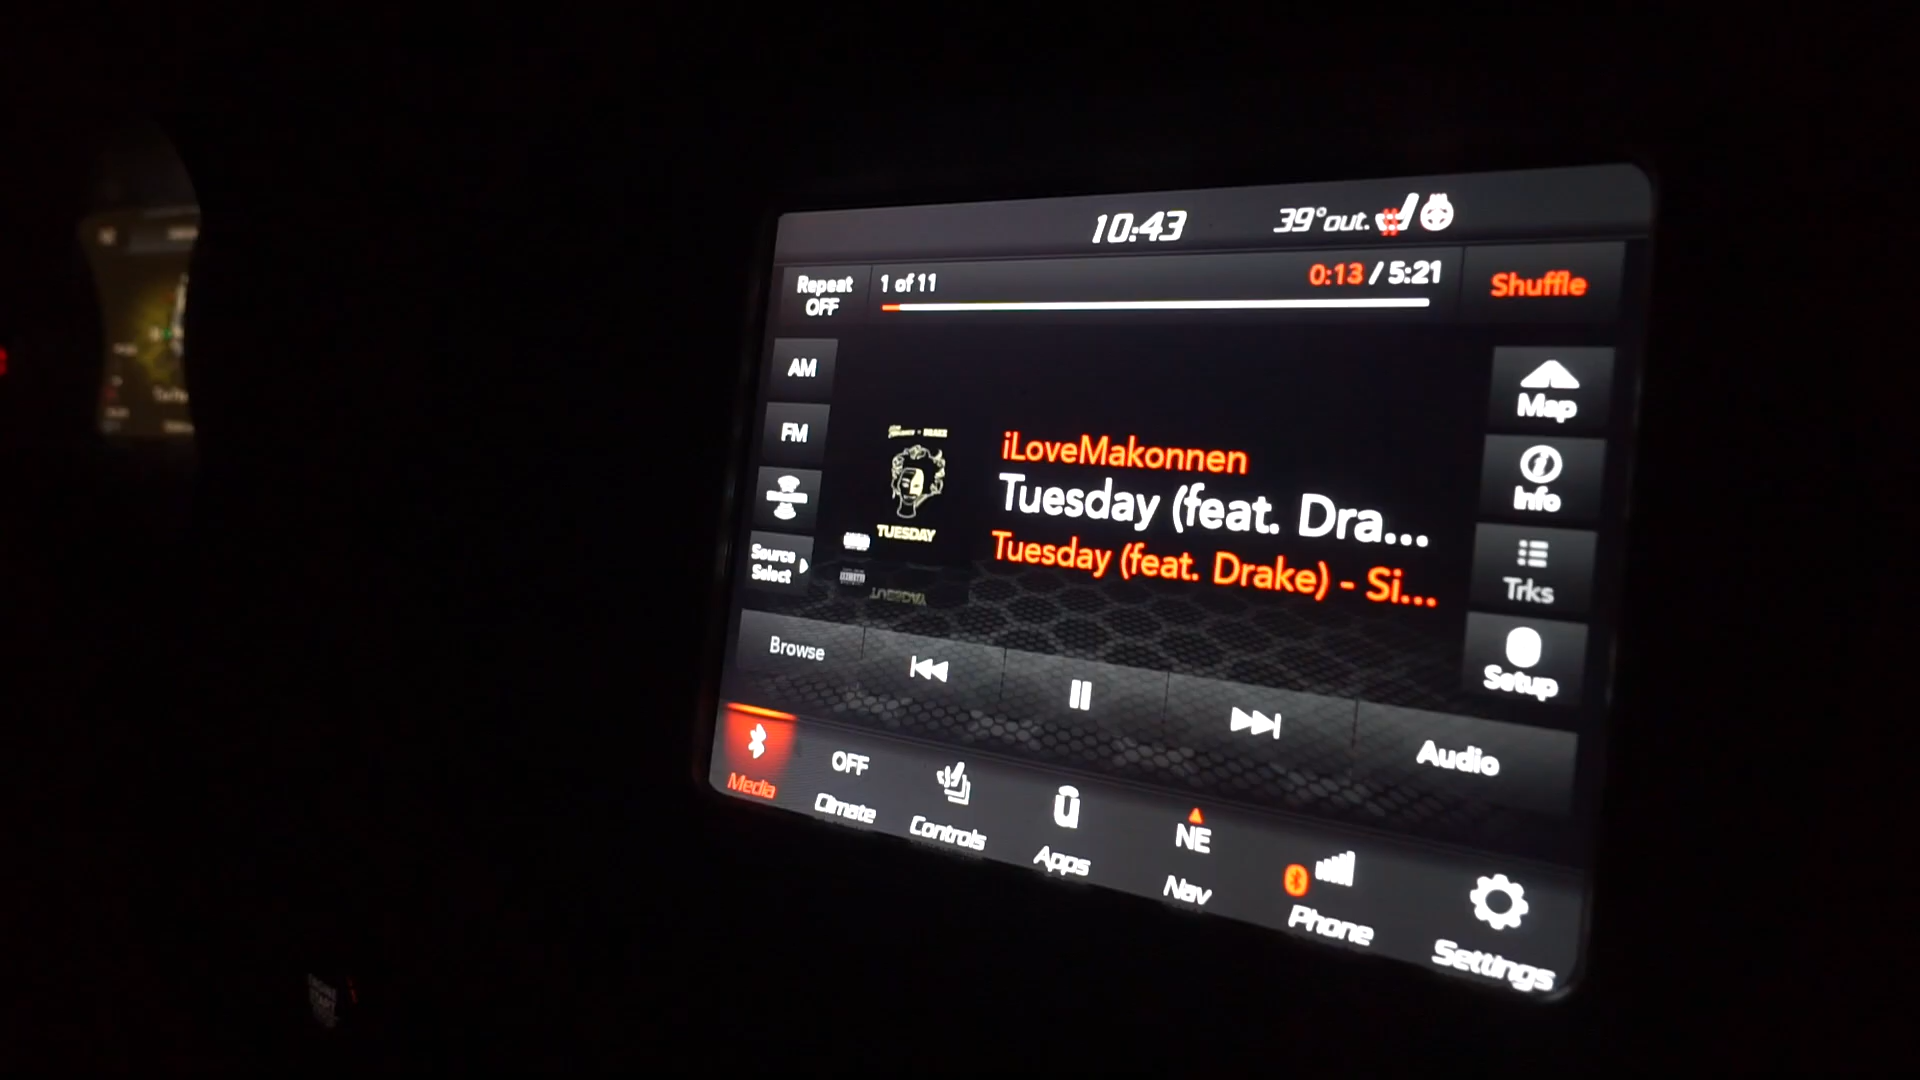 10:43
39°out.
Repeat
OFF
1 of 11
0:13 / 5:21
Shuffle
AM
FM
Source
Select
DRAKE
TUESDAY
iLoveMakonnen
Tuesday (feat. Dra...
Tuesday (feat. Drake) - Si...
Map
Info
Trks
Setup
Browse
Audio
Media
OFF
Climate
Controls
ū
Apps
NE
Nav
Phone
Settings